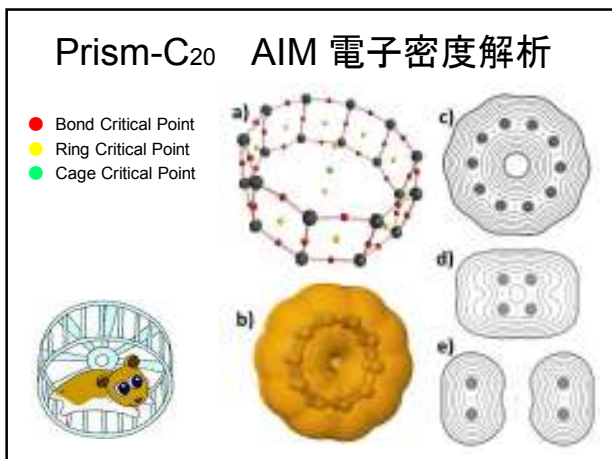 Prism-C20 AIM 電子密度解析
Bond Critical Point
Ring Critical Point
Cage Critical Point
a)
b)
c)
d)
e)